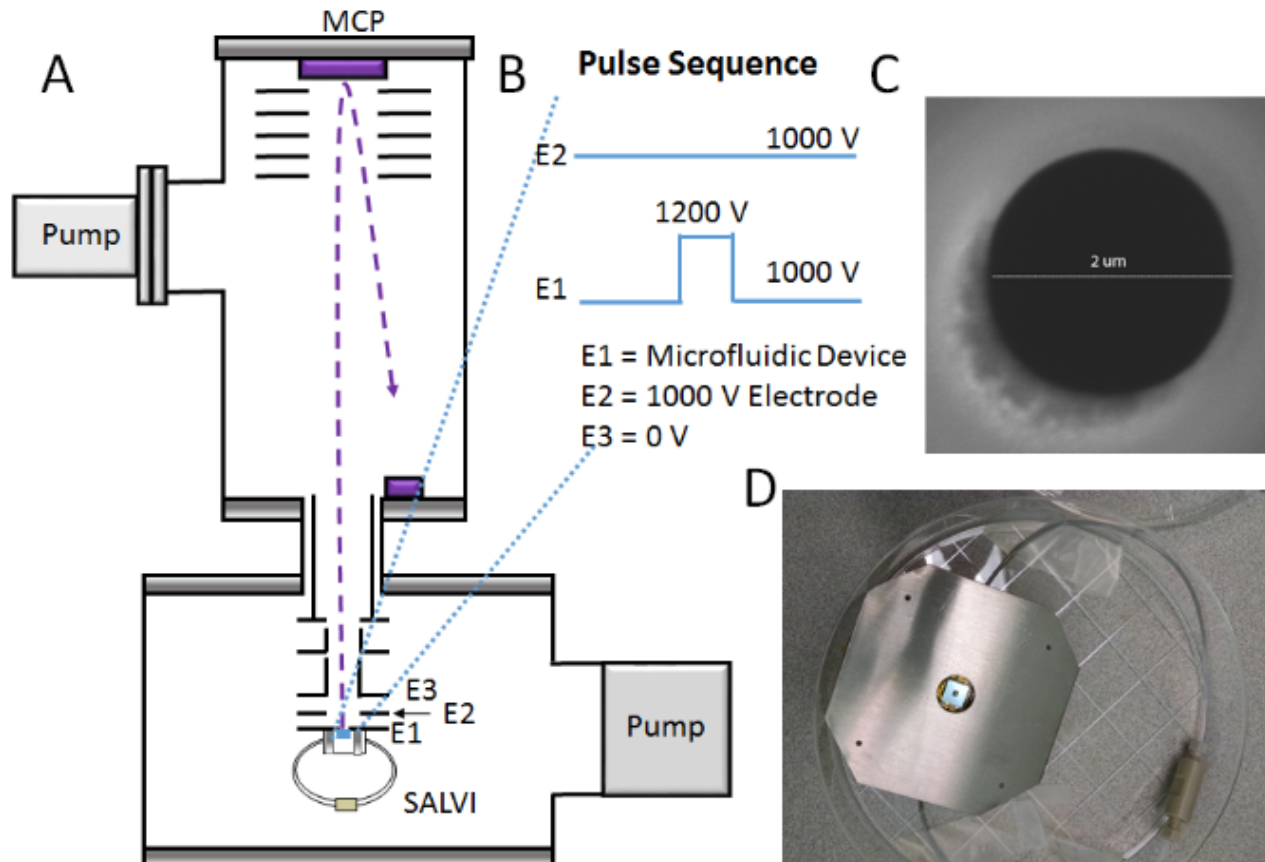 A
MCP
Pump
E3
E2
E1
SALVI
Pump
B
Pulse Sequence
E2
1000 V
1200 V
E1
1000 V
E1 = Microfluidic Device
E2 = 1000 V Electrode
E3 = 0 V
C
2 um
D